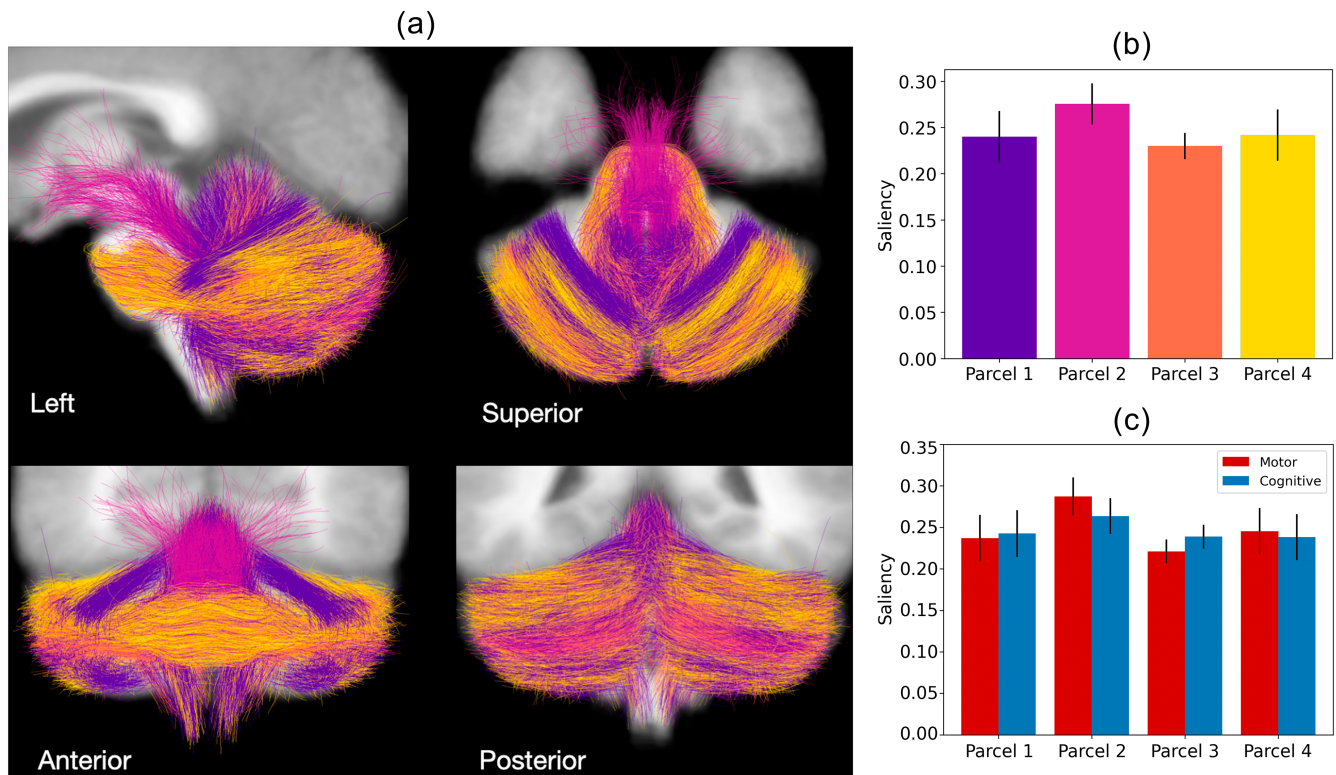 (a)
Left
Superior
Anterior
Posterior
(b)
Saliency
0.30
0.25
0.20
0.15
0.10
0.05
0.00
Parcel 1 Parcel 2 Parcel 3 Parcel 4
(c)
Saliency
0.35
0.30
0.25
0.20
0.15
0.10
0.05
0.00
Motor
Cognitive
Parcel 1 Parcel 2 Parcel 3 Parcel 4